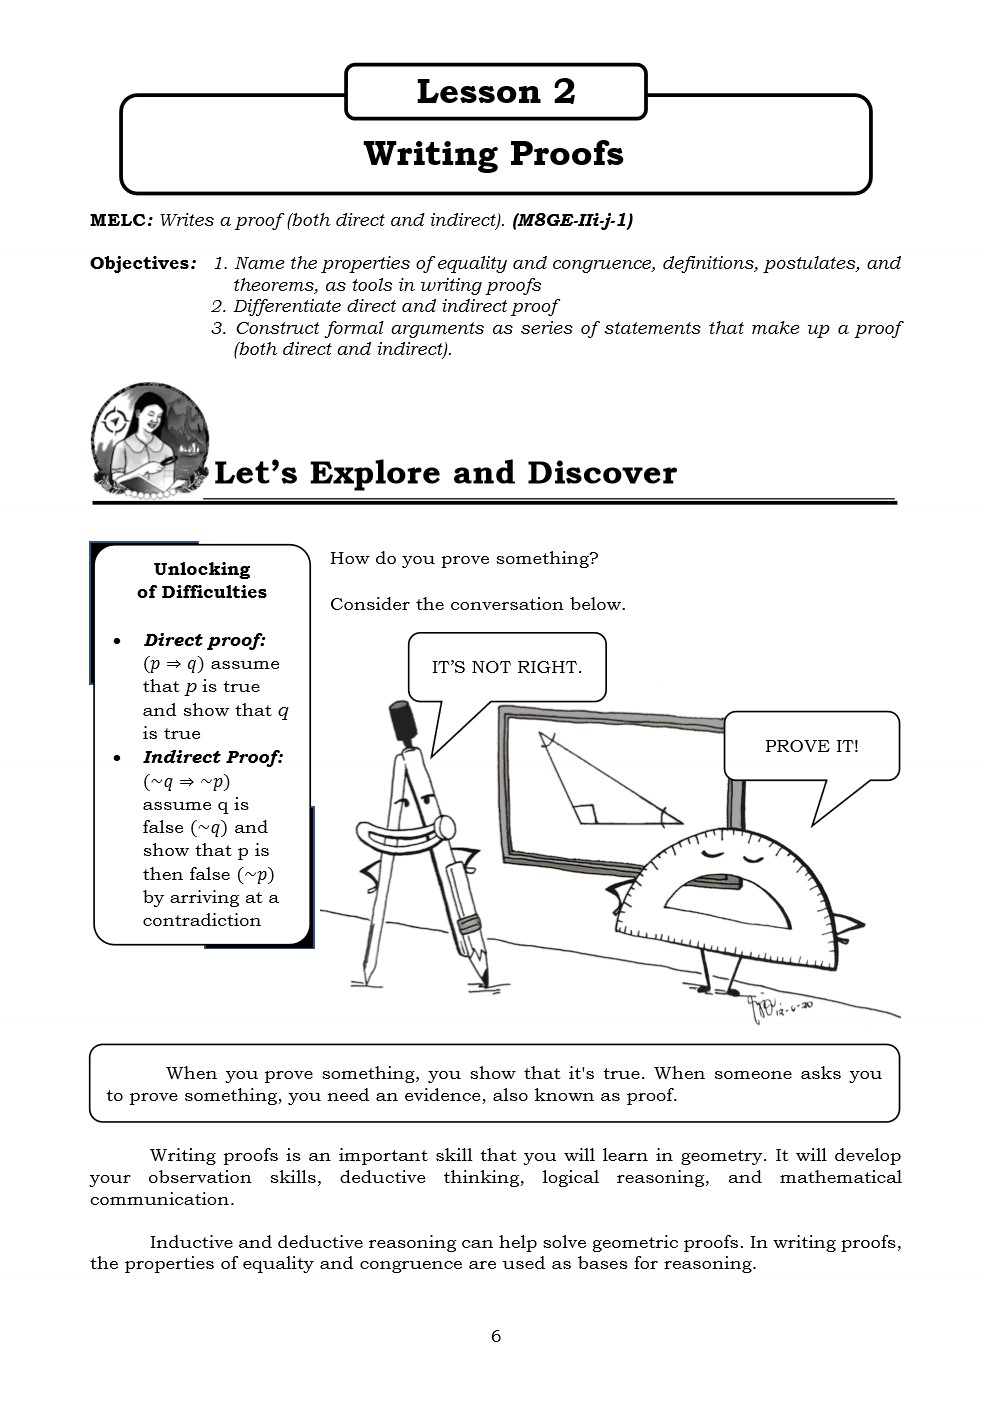 Lesson 2
Writing Proofs
MELC: Writes a proof (both direct and indirect). (M8GE-IIi-j-1)
Objectives: 1. Name the properties of equality and congruence, definitions, postulates, and
theorems, as tools in writing proofs
2. Differentiate direct and indirect proof
3. Construct formal arguments as series of statements that make up a proof
(both direct and indirect).
Let's Explore and Discover
Unlocking
of Difficulties
• Direct proof:
(p ⇒ q) assume
that p is true
and show that q
is true
• Indirect Proof:
(~q ⇒ ~p)
assume q is
false (~q) and
show that p is
then false (~p)
by arriving at a
contradiction
How do you prove something?
Consider the conversation below.
IT'S NOT RIGHT.
PROVE IT!
12-6-20
When you prove something, you show that it's true. When someone asks you
to prove something, you need an evidence, also known as proof.
Writing proofs is an important skill that you will learn in geometry. It will develop
your observation skills, deductive thinking, logical reasoning, and mathematical
communication.
Inductive and deductive reasoning can help solve geometric proofs. In writing proofs,
the properties of equality and congruence are used as bases for reasoning.
6